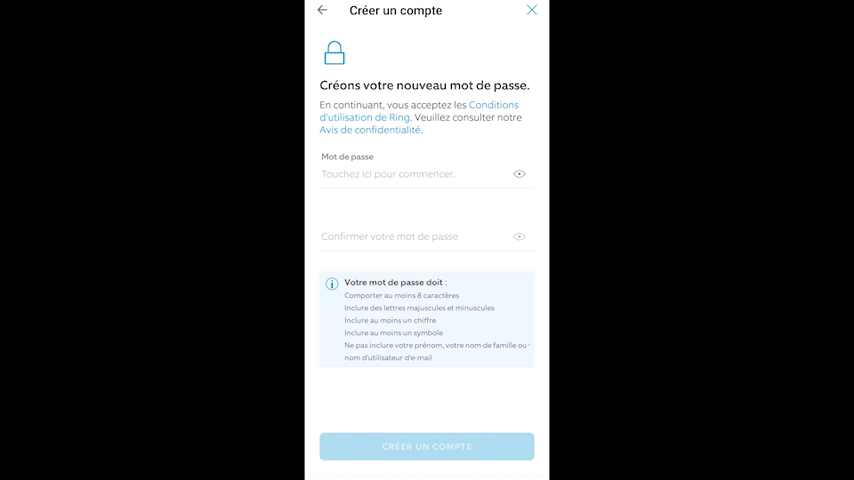 Créer un compte
Créons votre nouveau mot de passe.
En continuant, vous acceptez les Conditions
d'utilisation de Ring. Veuillez consulter notre
Avis de confidentialité.
Mot de passe
Touchez ici pour commencer.
Confirmer votre mot de passe
Votre mot de passe doit :
Comporter au moins 8 caractères
Inclure des lettres majuscules et minuscules
Inclure au moins un chiffre
Inclure au moins un symbole
Ne pas inclure votre prénom, votre nom de famille ou
nom d'utilisateur d'e-mail
CRÉER UN COMPTE